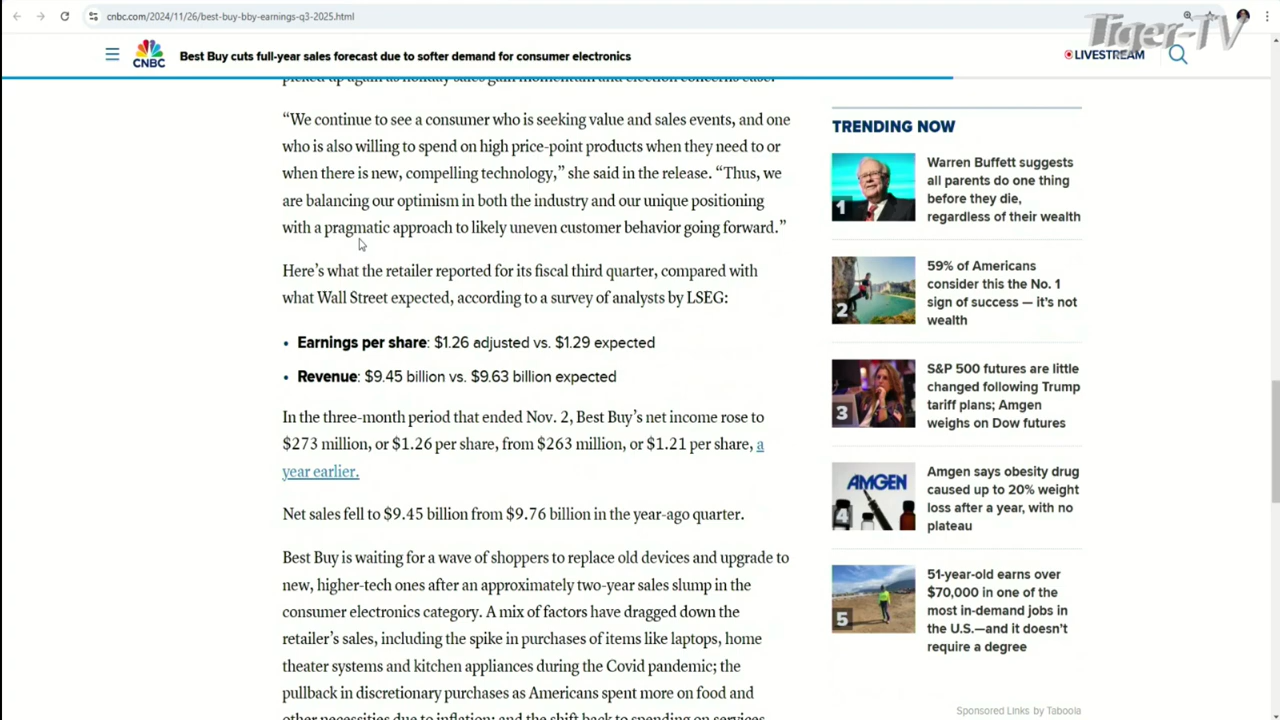 cnbc.com/2024/11/26/best-buy-bby-earnings-q3-2025.html
Tiger-TV
CNBC
Best Buy cuts full-year sales forecast due to softer demand for consumer electronics
LIVESTREAM
picked up again as holiday sales gain momentum and election concerns ease.
“We continue to see a consumer who is seeking value and sales events, and one
who is also willing to spend on high price-point products when they need to or
when there is new, compelling technology,” she said in the release. “Thus, we
are balancing our optimism in both the industry and our unique positioning
with a pragmatic approach to likely uneven customer behavior going forward.”
Here’s what the retailer reported for its fiscal third quarter, compared with
what Wall Street expected, according to a survey of analysts by LSEG:
• Earnings per share: $1.26 adjusted vs. $1.29 expected
• Revenue: $9.45 billion vs. $9.63 billion expected
In the three-month period that ended Nov. 2, Best Buy’s net income rose to
$273 million, or $1.26 per share, from $263 million, or $1.21 per share, a
year earlier.
Net sales fell to $9.45 billion from $9.76 billion in the year-ago quarter.
Best Buy is waiting for a wave of shoppers to replace old devices and upgrade to
new, higher-tech ones after an approximately two-year sales slump in the
consumer electronics category. A mix of factors have dragged down the
retailer’s sales, including the spike in purchases of items like laptops, home
theater systems and kitchen appliances during the Covid pandemic; the
pullback in discretionary purchases as Americans spent more on food and
other necessities due to inflation; and the shift back to spending on services
TRENDING NOW
1
Warren Buffett suggests
all parents do one thing
before they die,
regardless of their wealth
2
59% of Americans
consider this the No. 1
sign of success — it’s not
wealth
3
S&P 500 futures are little
changed following Trump
tariff plans; Amgen
weighs on Dow futures
AMGEN
4
Amgen says obesity drug
caused up to 20% weight
loss after a year, with no
plateau
5
51-year-old earns over
$70,000 in one of the
most in-demand jobs in
the U.S.—and it doesn’t
require a degree
Sponsored Links by Taboola